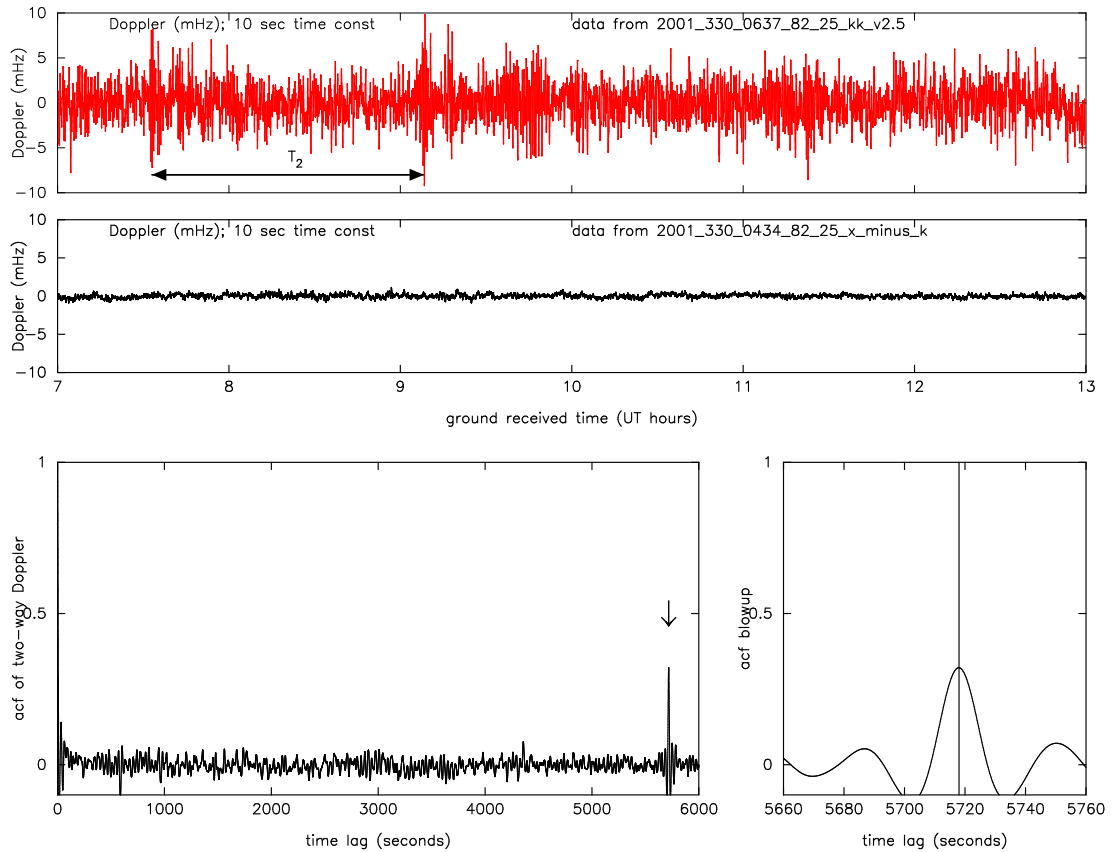 Doppler (mHz); 10 sec time const data from 2001_330_0637_82_25_kk_v2.5
Doppler (mHz)
10
5
0
−5
−10
T2
Doppler (mHz); 10 sec time const data from 2001_330_0434_82_25_x_minus_k
Doppler (mHz)
10
5
0
−5
−10
7 8 9 10 11 12 13
ground received time (UT hours)
acf of two−way Doppler
1
0.5
0
0 1000 2000 3000 4000 5000 6000
time lag (seconds)
acf blowup
1
0.5
0
5660 5680 5700 5720 5740 5760
time lag (seconds)